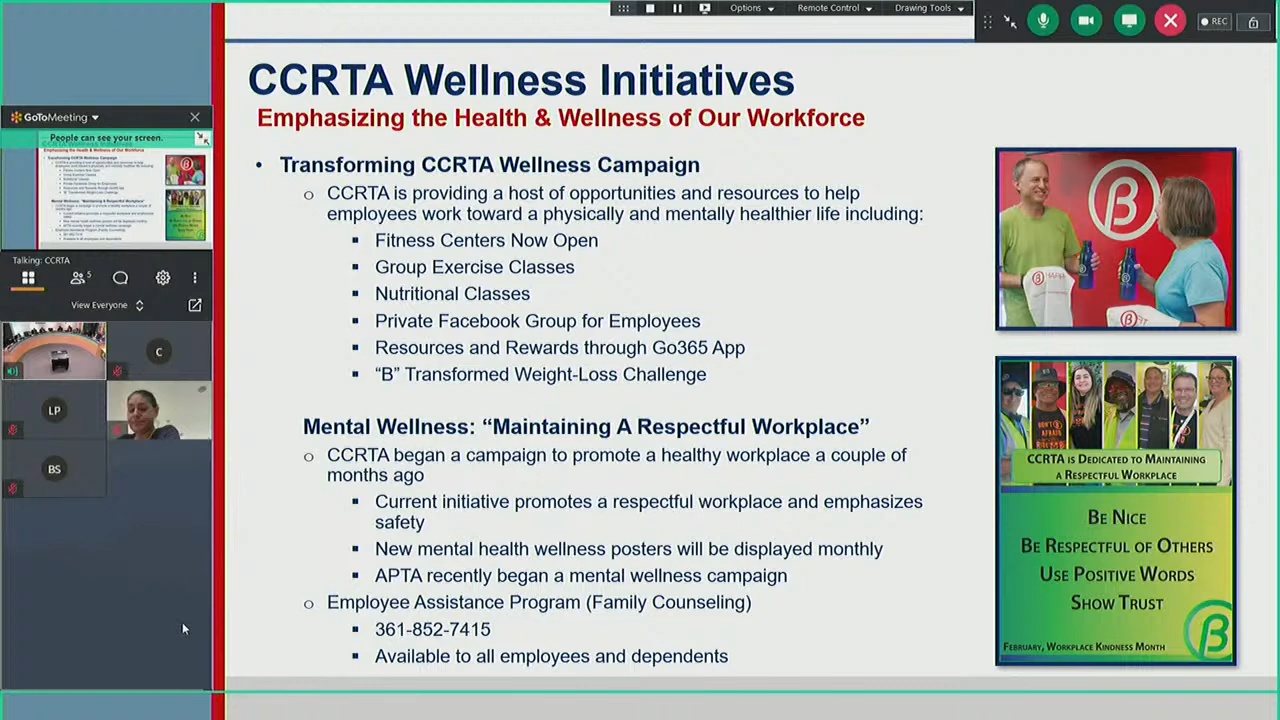 Options
Remote Control
Drawing Tools
REC
CCRTA Wellness Initiatives
Emphasizing the Health & Wellness of Our Workforce
GoToMeeting
People can see your screen.
Talking: CCRTA
5
View Everyone
C
LP
BS
• Transforming CCRTA Wellness Campaign
o CCRTA is providing a host of opportunities and resources to help
employees work toward a physically and mentally healthier life including:
▪ Fitness Centers Now Open
▪ Group Exercise Classes
▪ Nutritional Classes
▪ Private Facebook Group for Employees
▪ Resources and Rewards through Go365 App
▪ “B” Transformed Weight-Loss Challenge
Mental Wellness: “Maintaining A Respectful Workplace”
o CCRTA began a campaign to promote a healthy workplace a couple of
months ago
▪ Current initiative promotes a respectful workplace and emphasizes
safety
▪ New mental health wellness posters will be displayed monthly
▪ APTA recently began a mental wellness campaign
o Employee Assistance Program (Family Counseling)
▪ 361-852-7415
▪ Available to all employees and dependents
CCRTA is Dedicated to Maintaining
a Respectful Workplace
Be Nice
Be Respectful of Others
Use Positive Words
Show Trust
February, Workplace Kindness Month